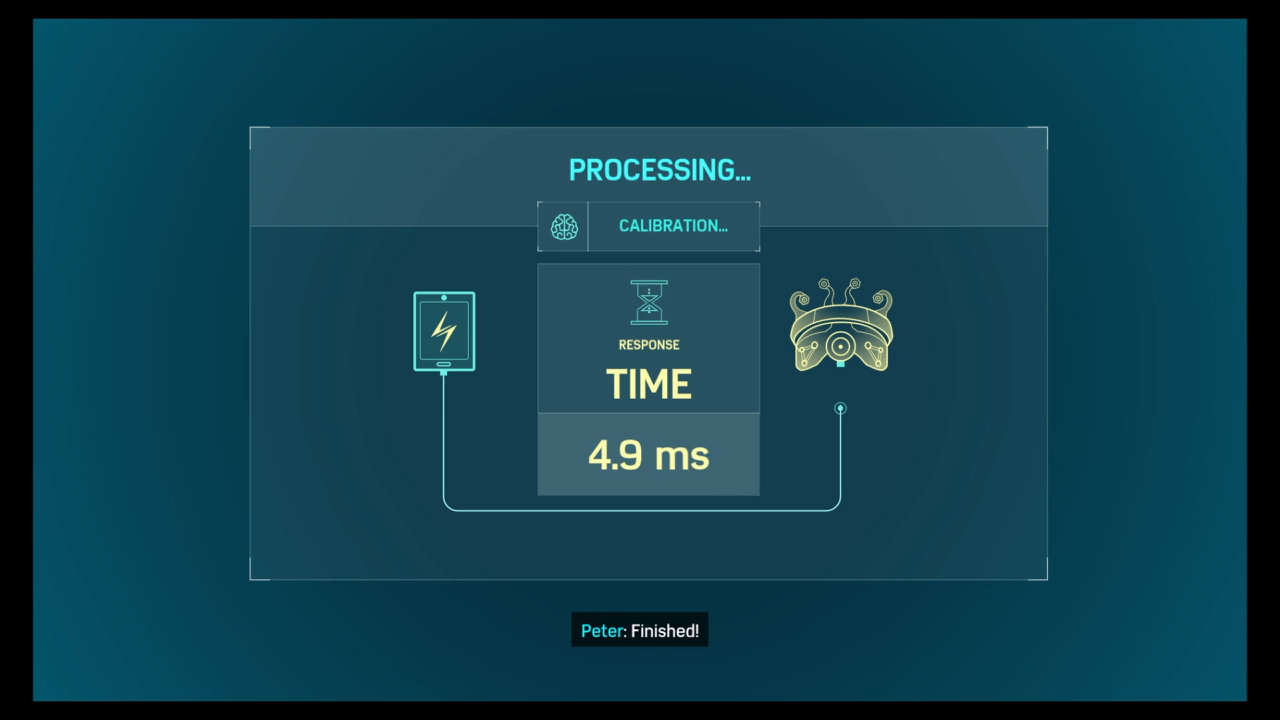 PROCESSING...
CALIBRATION...
RESPONSE
TIME
4.9 ms
Peter: Finished!